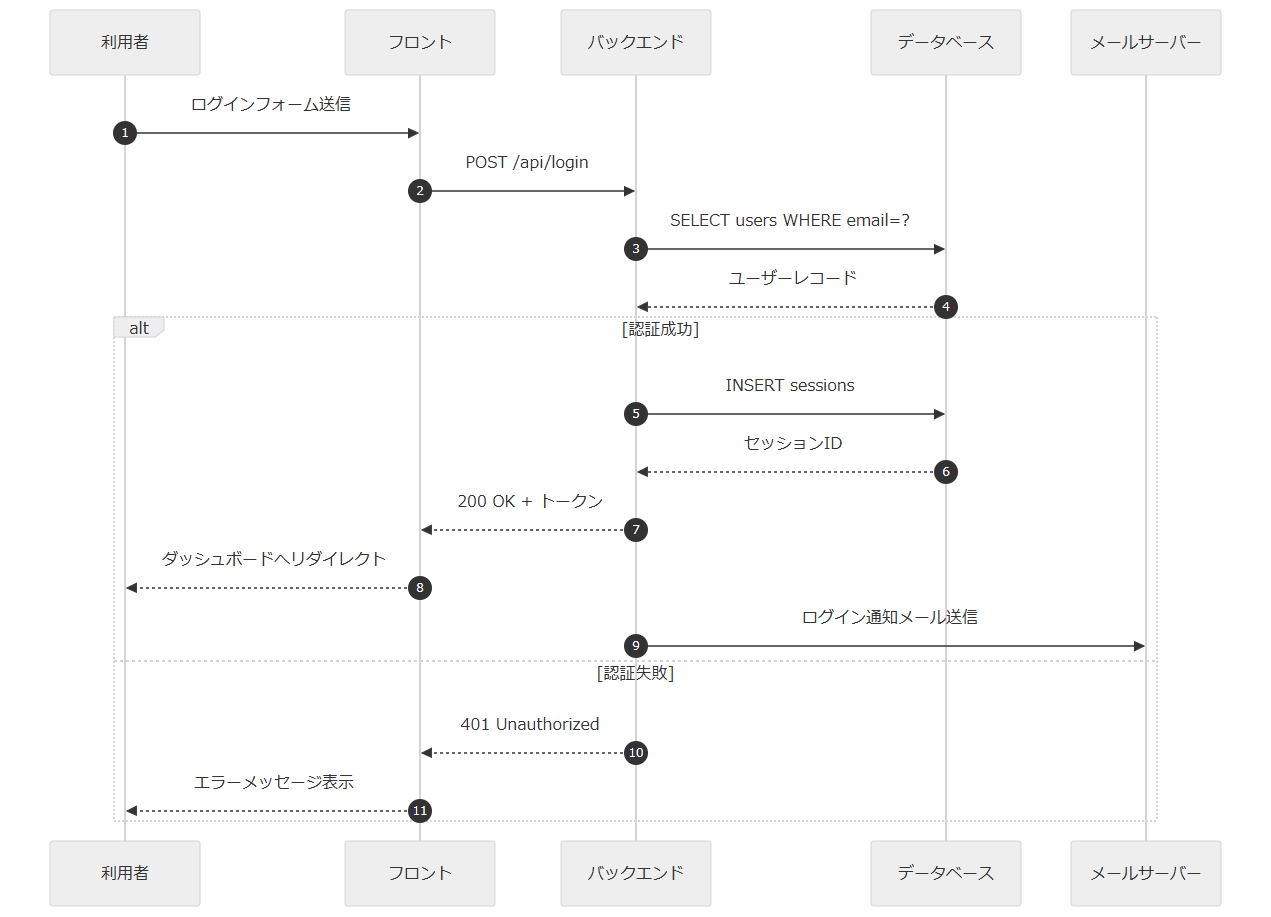 利用者
フロント
バックエンド
データベース
メールサーバー
ログインフォーム送信
1
POST /api/login
2
SELECT users WHERE email=?
3
ユーザーレコード
4
alt
[認証成功]
INSERT sessions
5
セッションID
6
200 OK + トークン
7
ダッシュボードへリダイレクト
8
ログイン通知メール送信
9
[認証失敗]
401 Unauthorized
10
エラーメッセージ表示
11
利用者
フロント
バックエンド
データベース
メールサーバー